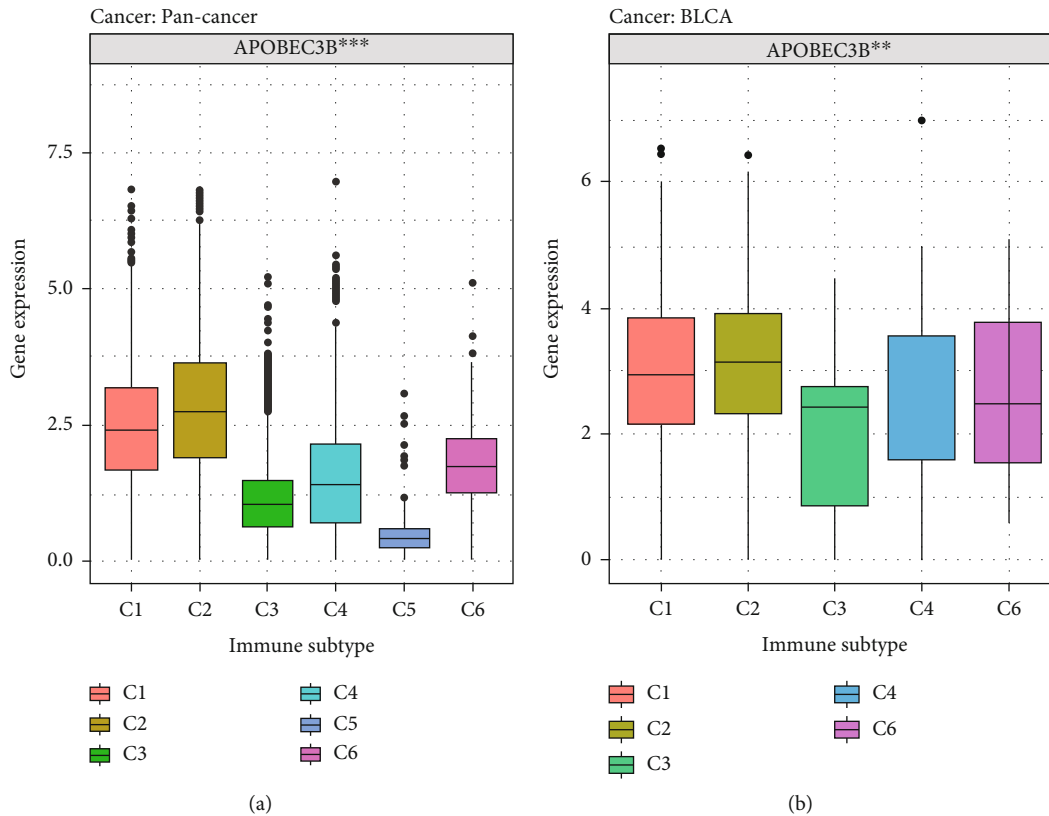 Cancer: Pan-cancer
APOBEC3B***
7.5
5.0
2.5
0.0
Gene expression
C1 C2 C3 C4 C5 C6
Immune subtype
C1 C4
C2 C5
C3 C6
(a)
Cancer: BLCA
APOBEC3B**
6
4
2
0
Gene expression
C1 C2 C3 C4 C6
Immune subtype
C1 C4
C2 C6
C3
(b)